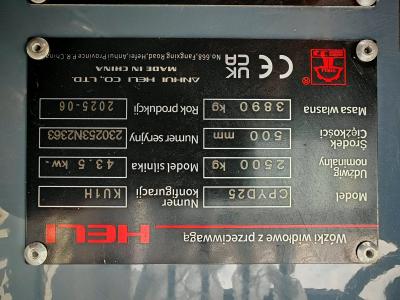 HELI Wózki widłowe z przeciwwagą
Model CPYD25 Numer konfiguracji KU1H
Udźwig nominalny 2500 kg Model silnika 43.5 kw
Środek Ciężkości 500 mm Numer seryjny 230253N2363
Masa własna 3890 kg Rok produkcji 2025-06
CE UKCA ANHUI HELI CO., LTD.
MADE IN CHINA
No.668, Fangxing Road, Hefei, Anhui Province P.R.China